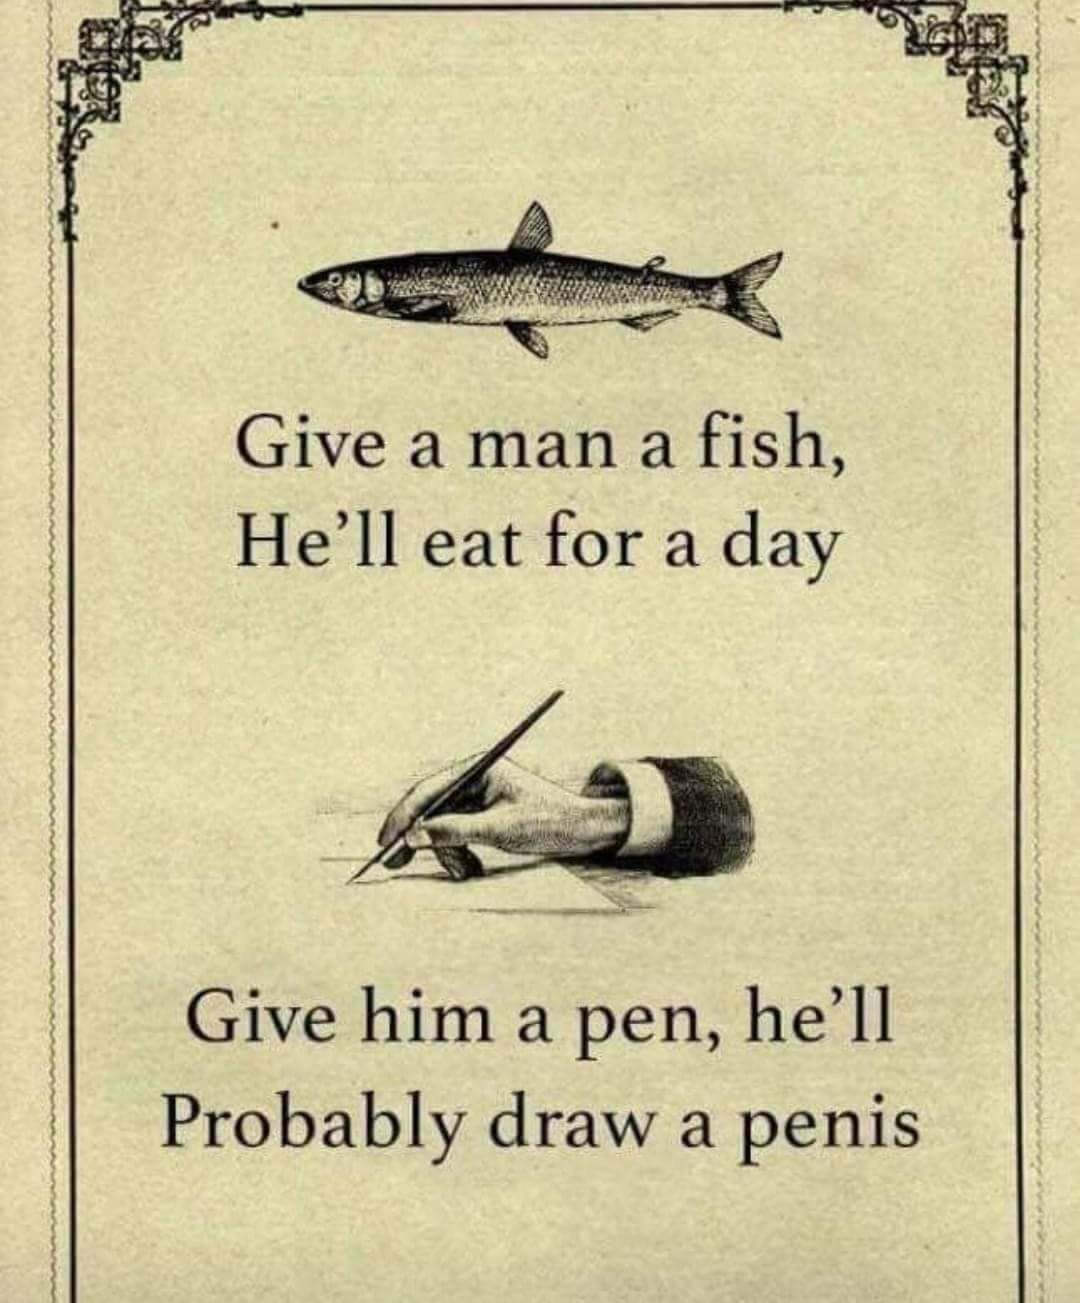 Give a man a fish,
He’ll eat for a day
Give him a pen, he’ll
Probably draw a penis